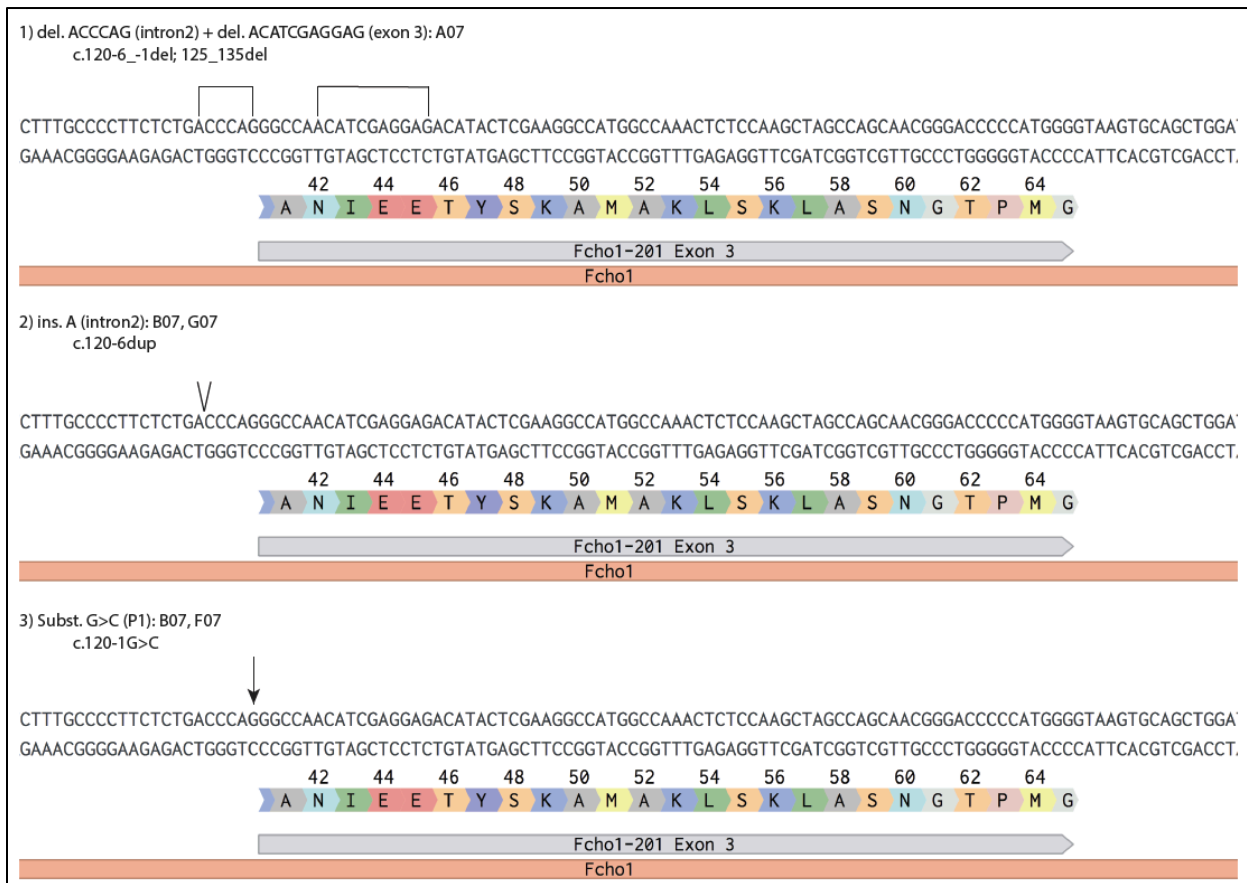 1) del. ACCCAG (intron2) + del. ACATCGAGGAG (exon 3): A07
c.120-6_-1del; 125_135del
CTTTGCCCCTTCTCTGACCCAGGGCCAACATCGAGGAGACATACTCGAAGGCCATGGCCAAACTCTCCAAGCTAGCCAGCAACGGGACCCCCATGGGGTAAGTGCAGCTGGAT
GAAACGGGGAAGAGACTGGGTCCCGGTTGTAGCTCCTCTGTATGAGCTTCCGGTACCGGTTTGAGAGGTTCGATCGGTCGTTGCCCTGGGGGTACCCCATTCACGTCGACCT
42 44 46 48 50 52 54 56 58 60 62 64
A N I E E T Y S K A M A K L S K L A S N G T P M G
Fcho1-201 Exon 3
Fcho1
2) ins. A (intron2): B07, G07
c.120-6dup
CTTTGCCCCTTCTCTGACCCAGGGCCAACATCGAGGAGACATACTCGAAGGCCATGGCCAAACTCTCCAAGCTAGCCAGCAACGGGACCCCCATGGGGTAAGTGCAGCTGGAT
GAAACGGGGAAGAGACTGGGTCCCGGTTGTAGCTCCTCTGTATGAGCTTCCGGTACCGGTTTGAGAGGTTCGATCGGTCGTTGCCCTGGGGGTACCCCATTCACGTCGACCT
42 44 46 48 50 52 54 56 58 60 62 64
A N I E E T Y S K A M A K L S K L A S N G T P M G
Fcho1-201 Exon 3
Fcho1
3) Subst. G>C (P1): B07, F07
c.120-1G>C
CTTTGCCCCTTCTCTGACCCAGGGCCAACATCGAGGAGACATACTCGAAGGCCATGGCCAAACTCTCCAAGCTAGCCAGCAACGGGACCCCCATGGGGTAAGTGCAGCTGGAT
GAAACGGGGAAGAGACTGGGTCCCGGTTGTAGCTCCTCTGTATGAGCTTCCGGTACCGGTTTGAGAGGTTCGATCGGTCGTTGCCCTGGGGGTACCCCATTCACGTCGACCT
42 44 46 48 50 52 54 56 58 60 62 64
A N I E E T Y S K A M A K L S K L A S N G T P M G
Fcho1-201 Exon 3
Fcho1